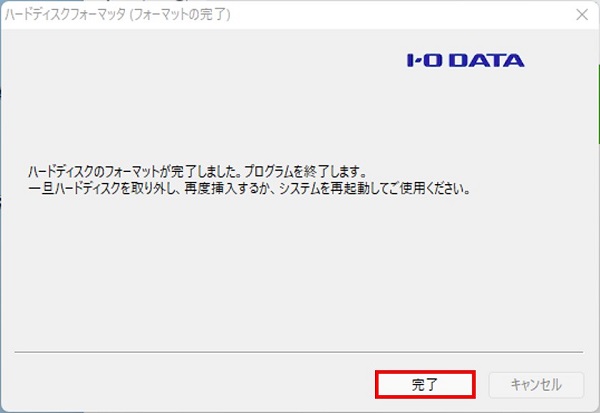 ハードディスクフォーマッタ (フォーマットの完了)
I-O DATA
ハードディスクのフォーマットが完了しました。プログラムを終了します。
一旦ハードディスクを取り外し、再度挿入するか、システムを再起動してご使用ください。
完了
キャンセル